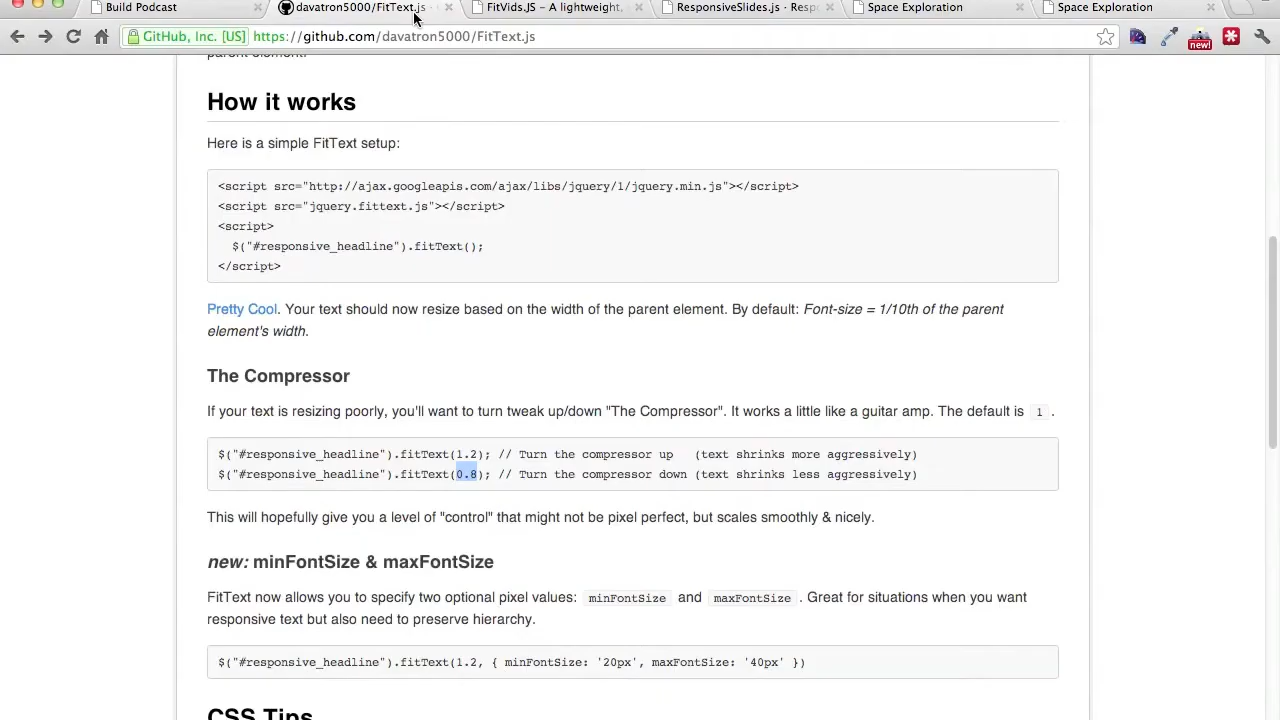 Build Podcast
davatron5000/FitText.js
FitVids.JS – A lightweight,
ResponsiveSlides.js · Resp
Space Exploration
Space Exploration
GitHub, Inc. [US] https://github.com/davatron5000/FitText.js
new!
parent element.
How it works
Here is a simple FitText setup:
<script src="http://ajax.googleapis.com/ajax/libs/jquery/1/jquery.min.js"></script>
<script src="jquery.fittext.js"></script>
<script>
  $("#responsive_headline").fitText();
</script>
Pretty Cool. Your text should now resize based on the width of the parent element. By default: Font-size = 1/10th of the parent
element's width.
The Compressor
If your text is resizing poorly, you'll want to turn tweak up/down "The Compressor". It works a little like a guitar amp. The default is 1 .
$("#responsive_headline").fitText(1.2); // Turn the compressor up   (text shrinks more aggressively)
$("#responsive_headline").fitText(0.8); // Turn the compressor down (text shrinks less aggressively)
This will hopefully give you a level of "control" that might not be pixel perfect, but scales smoothly & nicely.
new: minFontSize & maxFontSize
FitText now allows you to specify two optional pixel values: minFontSize and maxFontSize . Great for situations when you want
responsive text but also need to preserve hierarchy.
$("#responsive_headline").fitText(1.2, { minFontSize: '20px', maxFontSize: '40px' })
CSS Tips